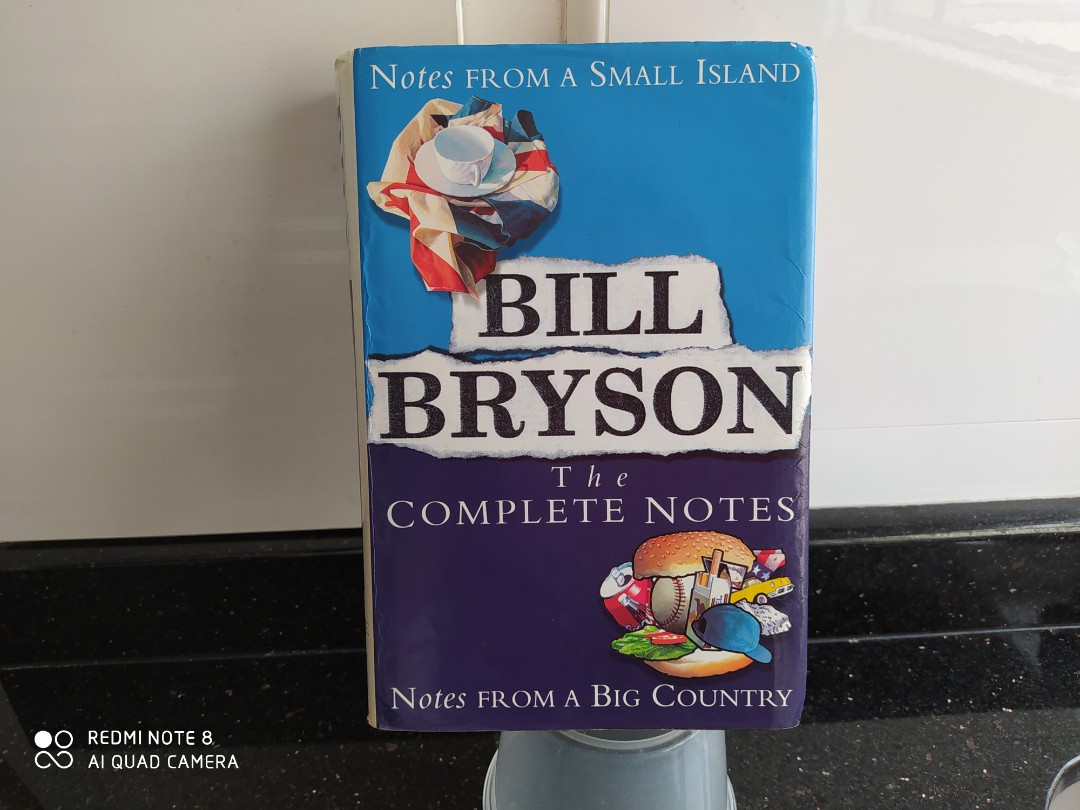 Notes FROM A SMALL ISLAND
BILL
BRYSON
The
COMPLETE NOTES
Notes FROM A BIG COUNTRY
REDMI NOTE 8
AI QUAD CAMERA